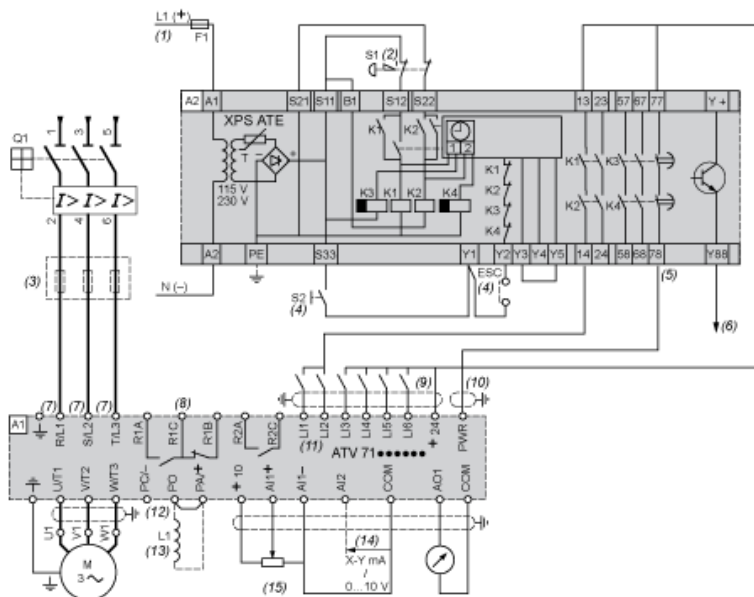 L1 (+)
(1)
F1
S1 (2)
A2 A1 S21 S11 B1 S12 S22 13 23 57 67 77 Y +
XPS ATE
T
+
115 V
230 V
K1 K2
1 2
K3 K1 K2 K4
K1
K2
K3
K4
K1 K3
K2 K4
A2 PE S33 Y1 Y2 Y3 Y4 Y5 14 24 58 68 78 Y88
Q1
1 3 5
I> I> I>
2 4 6
(3)
N (–)
S2
(4)
ESC
(4)
(5)
(6)
(7) (7) (7) (8) (9) (10)
A1
R/L1 S/L2 T/L3 R1A R1C R1B R2A R2C LI1 LI2 LI3 LI4 LI5 LI6 + 24 PWR
(11)
ATV 71••••••
U/T1 V/T2 W/T3 PC/– PO PA/+ + 10 AI1+ AI1– AI2 COM AO1 COM
(12)
U1 V1 W1
L1
(13)
(14)
X-Y mA
/
0...10 V
(15)
M
3 ~